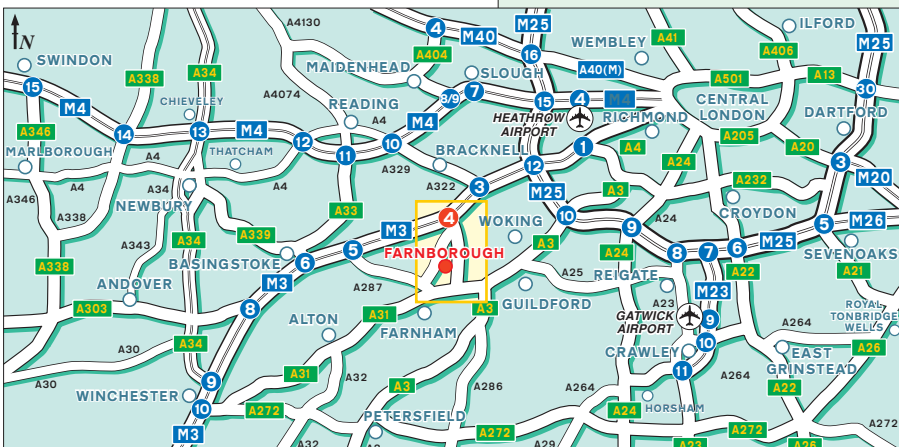 A4130
4
M40
M25
A41
ILFORD
A406
M25
N
SWINDON
A338
A34
A404
16
WEMBLEY
MAIDENHEAD
SLOUGH
A40(M)
A501
A13
15
A4074
8/9
7
15
4
M4
30
CHIEVELEY
READING
CENTRAL
LONDON
M4
HEATHROW
AIRPORT
RICHMOND
DARTFORD
A346
14
13
M4
12
A4
M4
A205
MARLBOROUGH
A4
THATCHAM
11
10
BRACKNELL
1
A4
A20
A329
12
A24
3
A4
A34
A4
A322
3
M25
A3
A232
M20
A346
NEWBURY
A338
A33
4
WOKING
10
A24
CROYDON
A343
A34
A339
M3
9
5
M26
BASINGSTOKE
6
5
FARNBOROUGH
A3
A24
8
7
6
M25
SEVENOAKS
A338
M3
A25
REIGATE
A22
A21
ANDOVER
A287
GUILDFORD
A23
M23
A303
8
ALTON
A31
A3
GATWICK
AIRPORT
9
A264
ROYAL
TONBRIDGE
WELLS
FARNHAM
A30
A34
CRAWLEY
10
EAST
GRINSTEAD
A26
A30
9
A31
A32
A3
A286
A264
11
A264
A22
WINCHESTER
10
A272
PETERSFIELD
A24
HORSHAM
M3
A32
A272
A29
A23
A272
A26
A272